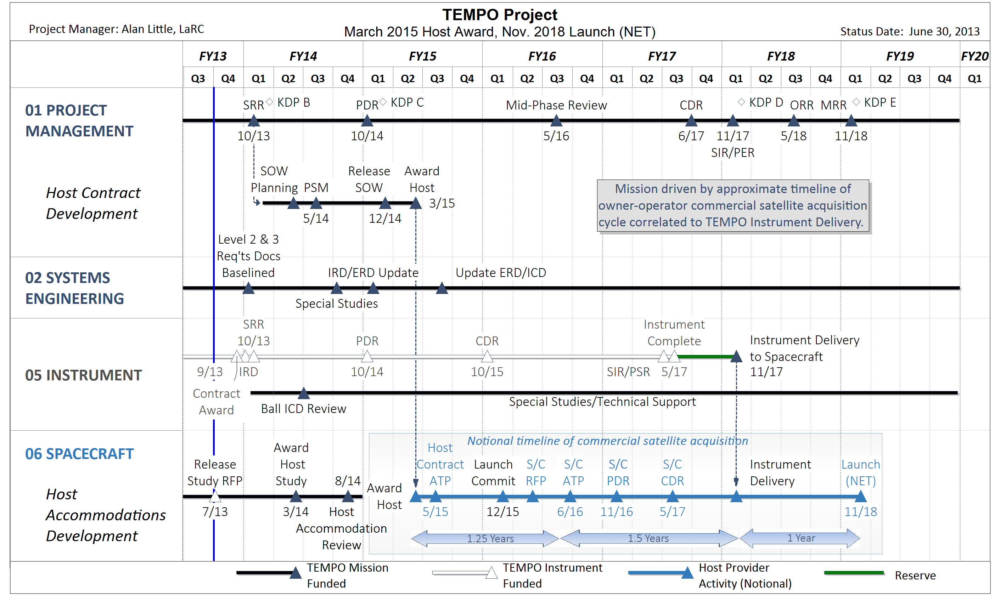 TEMPO Project
March 2015 Host Award, Nov. 2018 Launch (NET)
Project Manager: Alan Little, LaRC
Status Date: June 30, 2013
FY13 FY14 FY15 FY16 FY17 FY18 FY19 FY20
Q3 Q4 Q1 Q2 Q3 Q4 Q1 Q2 Q3 Q4 Q1 Q2 Q3 Q4 Q1 Q2 Q3 Q4 Q1 Q2 Q3 Q4 Q1 Q2 Q3 Q4 Q1
01 PROJECT
MANAGEMENT
SRR KDP B PDR KDP C Mid-Phase Review CDR KDP D ORR MRR KDP E
10/13 10/14 5/16 6/17 11/17 5/18 11/18
SIR/PER
Host Contract
Development
SOW
Planning
PSM
Release
SOW
Award
Host
3/15
5/14 12/14
Mission driven by approximate timeline of
owner-operator commercial satellite acquisition
cycle correlated to TEMPO Instrument Delivery.
02 SYSTEMS
ENGINEERING
Level 2 & 3
Req'ts Docs
Baselined
IRD/ERD Update
Update ERD/ICD
Special Studies
05 INSTRUMENT
SRR
10/13
PDR
CDR
Instrument
Complete
Instrument Delivery
to Spacecraft
11/17
9/13 IRD 10/14 10/15 SIR/PSR 5/17
Contract
Award
Ball ICD Review
Special Studies/Technical Support
06 SPACECRAFT
Host
Accommodations
Development
Notional timeline of commercial satellite acquisition
Release
Study RFP
Award
Host
Study
8/14
Award
Host
Host
Contract
ATP
Launch
Commit
S/C
RFP
S/C
ATP
S/C
PDR
S/C
CDR
Instrument
Delivery
Launch
(NET)
7/13 3/14
Host
Accommodation
Review
5/15 12/15 6/16 11/16 5/17 11/18
1.25 Years 1.5 Years 1 Year
TEMPO Mission
Funded
TEMPO Instrument
Funded
Host Provider
Activity (Notional)
Reserve